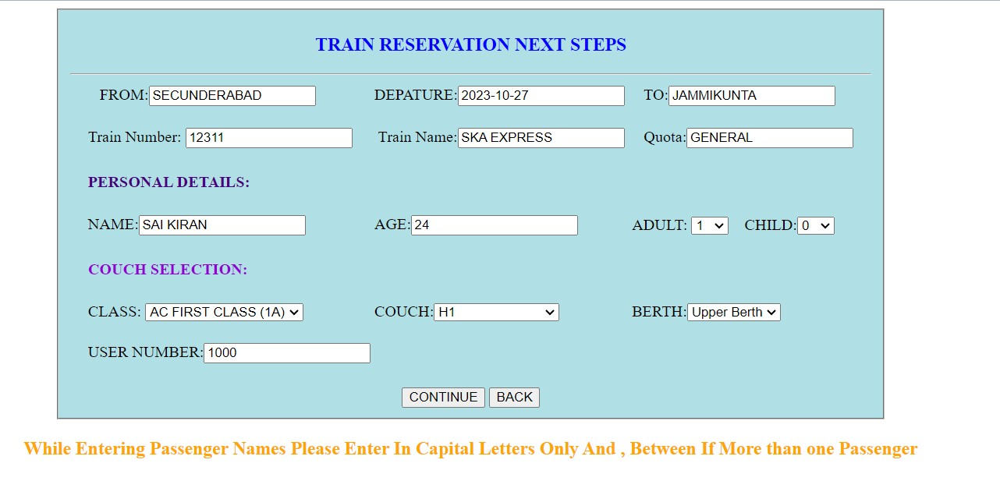 TRAIN RESERVATION NEXT STEPS
FROM: SECUNDERABAD DEPATURE: 2023-10-27 TO: JAMMIKUNTA
Train Number: 12311 Train Name: SKA EXPRESS Quota: GENERAL
PERSONAL DETAILS:
NAME: SAI KIRAN AGE: 24 ADULT: 1 CHILD: 0
COUCH SELECTION:
CLASS: AC FIRST CLASS (1A) COUCH: H1 BERTH: Upper Berth
USER NUMBER: 1000
CONTINUE BACK
While Entering Passenger Names Please Enter In Capital Letters Only And , Between If More than one Passenger